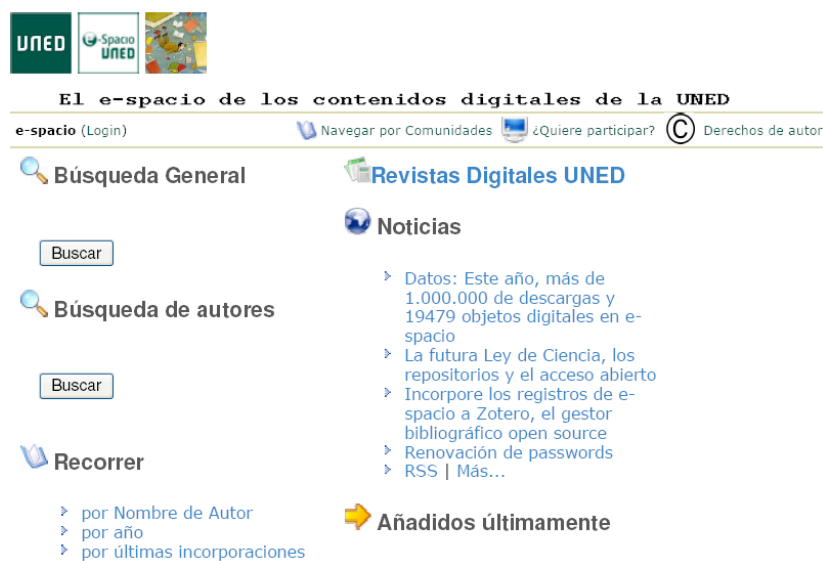 UNED
e-Spacio
UNED
El e-spacio de los contenidos digitales de la UNED
e-spacio (Login)
Navegar por Comunidades
¿Quiere participar?
© Derechos de autor
Búsqueda General
Buscar
Búsqueda de autores
Buscar
Recorrer
por Nombre de Autor
por año
por últimas incorporaciones
Revistas Digitales UNED
Noticias
Datos: Este año, más de
1.000.000 de descargas y
19479 objetos digitales en e-
spacio
La futura Ley de Ciencia, los
repositorios y el acceso abierto
Incorpore los registros de e-
spacio a Zotero, el gestor
bibliográfico open source
Renovación de passwords
RSS | Más...
Añadidos últimamente